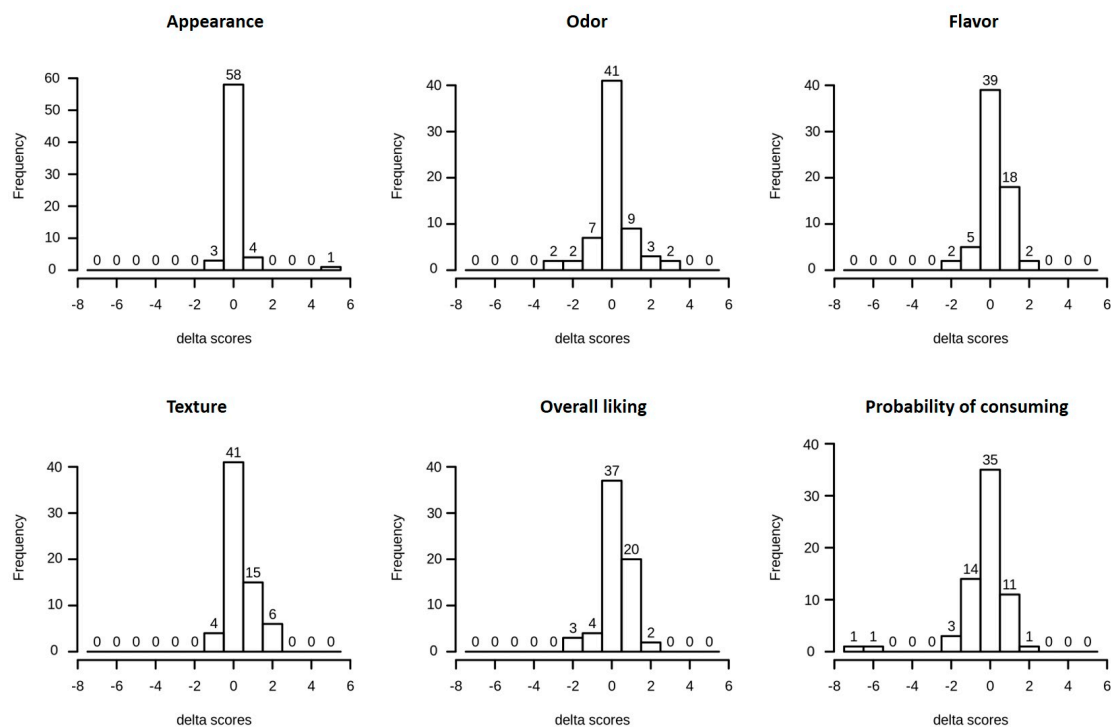 Appearance
Odor
Flavor
60
50
40
30
20
10
0
Frequency
0 0 0 0 0 0 3 58 4 0 0 0 1
-8 -6 -4 -2 0 2 4 6
delta scores
40
30
20
10
0
Frequency
0 0 0 0 2 2 7 41 9 3 2 0 0
-8 -6 -4 -2 0 2 4 6
delta scores
40
30
20
10
0
Frequency
0 0 0 0 0 2 5 39 18 2 0 0 0
-8 -6 -4 -2 0 2 4 6
delta scores
Texture
Overall liking
Probability of consuming
40
30
20
10
0
Frequency
0 0 0 0 0 0 4 41 15 6 0 0 0
-8 -6 -4 -2 0 2 4 6
delta scores
40
30
20
10
0
Frequency
0 0 0 0 0 3 4 37 20 2 0 0 0
-8 -6 -4 -2 0 2 4 6
delta scores
40
30
20
10
0
Frequency
1 1 0 0 0 3 14 35 11 1 0 0 0
-8 -6 -4 -2 0 2 4 6
delta scores